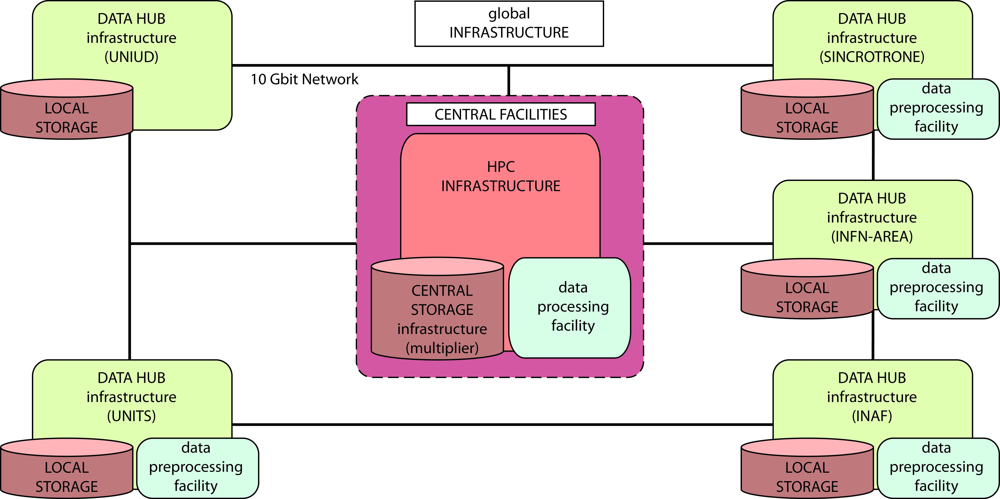 DATA HUB
infrastructure
(UNIUD)
LOCAL
STORAGE
global
INFRASTRUCTURE
10 Gbit Network
DATA HUB
infrastructure
(SINCROTRONE)
LOCAL
STORAGE
data
preprocessing
facility
CENTRAL FACILITIES
HPC
INFRASTRUCTURE
CENTRAL
STORAGE
infrastructure
(multiplier)
data
processing
facility
DATA HUB
infrastructure
(INFN-AREA)
LOCAL
STORAGE
data
preprocessing
facility
DATA HUB
infrastructure
(UNITS)
LOCAL
STORAGE
data
preprocessing
facility
DATA HUB
infrastructure
(INAF)
LOCAL
STORAGE
data
preprocessing
facility